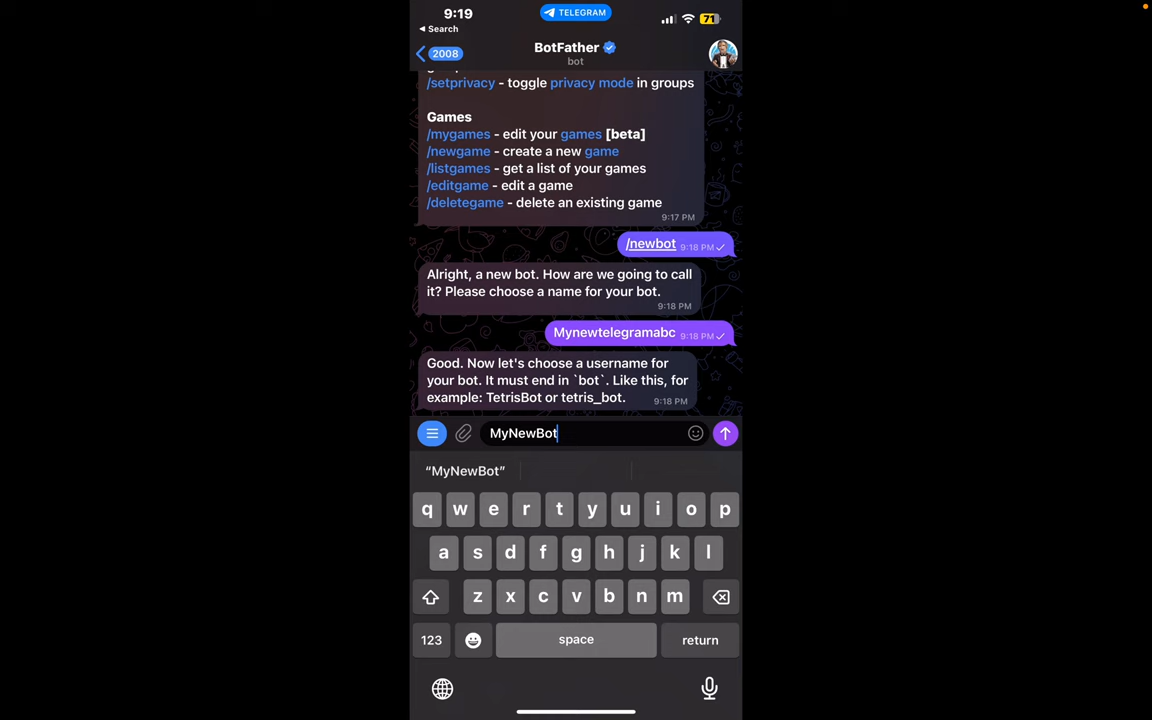 9:19
TELEGRAM
71
Search
2008
BotFather
bot
/setprivacy - toggle privacy mode in groups
Games
/mygames - edit your games [beta]
/newgame - create a new game
/listgames - get a list of your games
/editgame - edit a game
/deletegame - delete an existing game
9:17 PM
/newbot 9:18 PM
Alright, a new bot. How are we going to call
it? Please choose a name for your bot.
9:18 PM
Mynewtelegramabc 9:18 PM
Good. Now let's choose a username for
your bot. It must end in `bot`. Like this, for
example: TetrisBot or tetris_bot. 9:18 PM
MyNewBot
“MyNewBot”
q w e r t y u i o p
a s d f g h j k l
z x c v b n m
123 space return